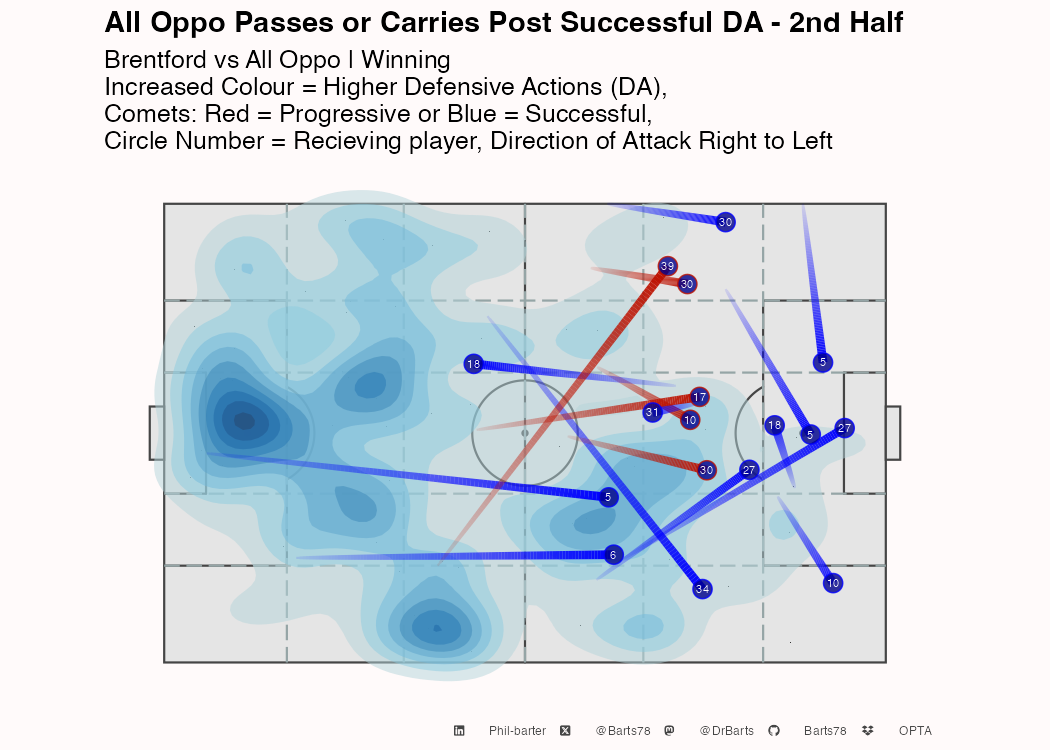 All Oppo Passes or Carries Post Successful DA - 2nd Half
Brentford vs All Oppo | Winning
Increased Colour = Higher Defensive Actions (DA),
Comets: Red = Progressive or Blue = Successful,
Circle Number = Recieving player, Direction of Attack Right to Left
30
39
30
5
18
17
31
10
18
5
27
30
27
5
6
34
10
Phil-barter @Barts78 @DrBarts Barts78 OPTA